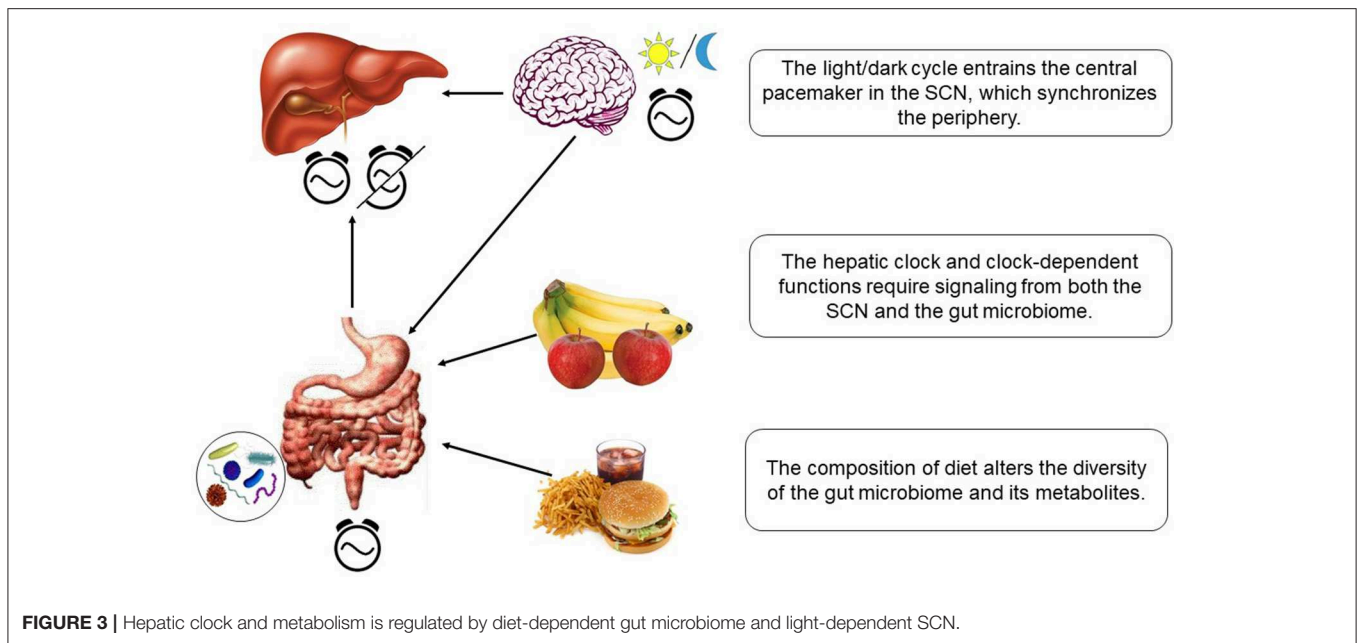 The light/dark cycle entrains the central
pacemaker in the SCN, which synchronizes
the periphery.
The hepatic clock and clock-dependent
functions require signaling from both the
SCN and the gut microbiome.
The composition of diet alters the diversity
of the gut microbiome and its metabolites.
FIGURE 3 | Hepatic clock and metabolism is regulated by diet-dependent gut microbiome and light-dependent SCN.